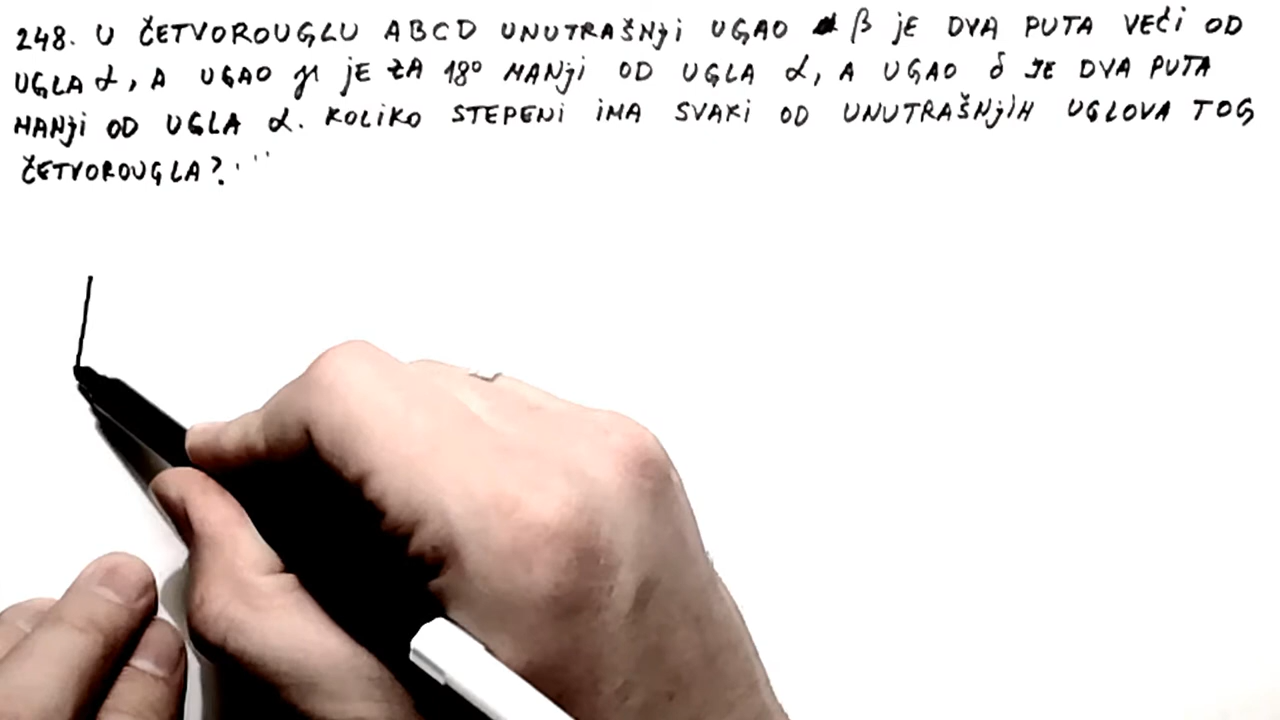 248. U ČETVOROUGLU ABCD UNUTRAŠNJI UGAO β JE DVA PUTA VEĆI OD
UGLA α, A UGAO γ JE ZA 18° MANJI OD UGLA α, A UGAO δ JE DVA PUTA
MANJI OD UGLA α. KOLIKO STEPENI IMA SVAKI OD UNUTRAŠNJIH UGLOVA TOG
ČETVOROUGLA?